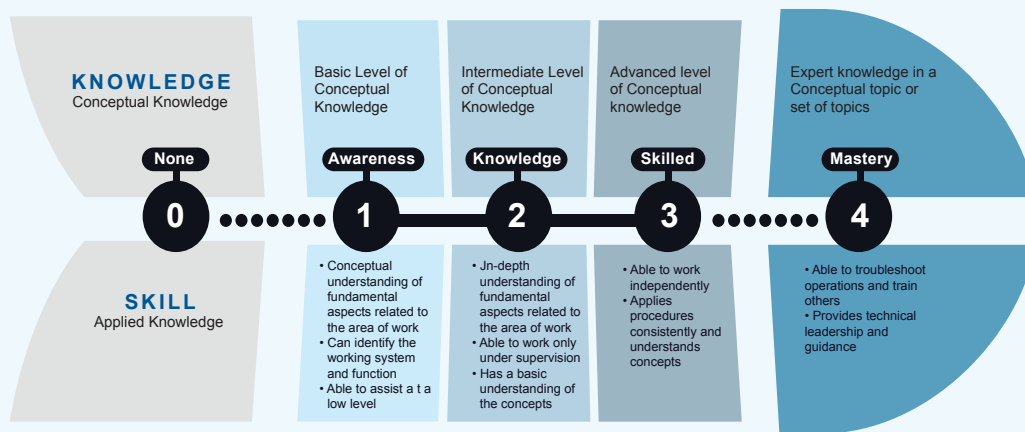 KNOWLEDGE
Conceptual Knowledge
Basic Level of
Conceptual
Knowledge
Intermediate Level
of Conceptual
Knowledge
Advanced level
of Conceptual
knowledge
Expert knowledge in a
Conceptual topic or
set of topics
None
Awareness
Knowledge
Skilled
Mastery
0
1
2
3
4
SKILL
Applied Knowledge
• Conceptual
understanding of
fundamental
aspects related to
the area of work
• Can identify the
working system
and function
• Able to assist a t a
low level
• Jn-depth
understanding of
fundamental
aspects related to
the area of work
• Able to work only
under supervision
• Has a basic
understanding of
the concepts
• Able to work
independently
• Applies
procedures
consistently and
understands
concepts
• Able to troubleshoot
operations and train
others
• Provides technical
leadership and
guidance